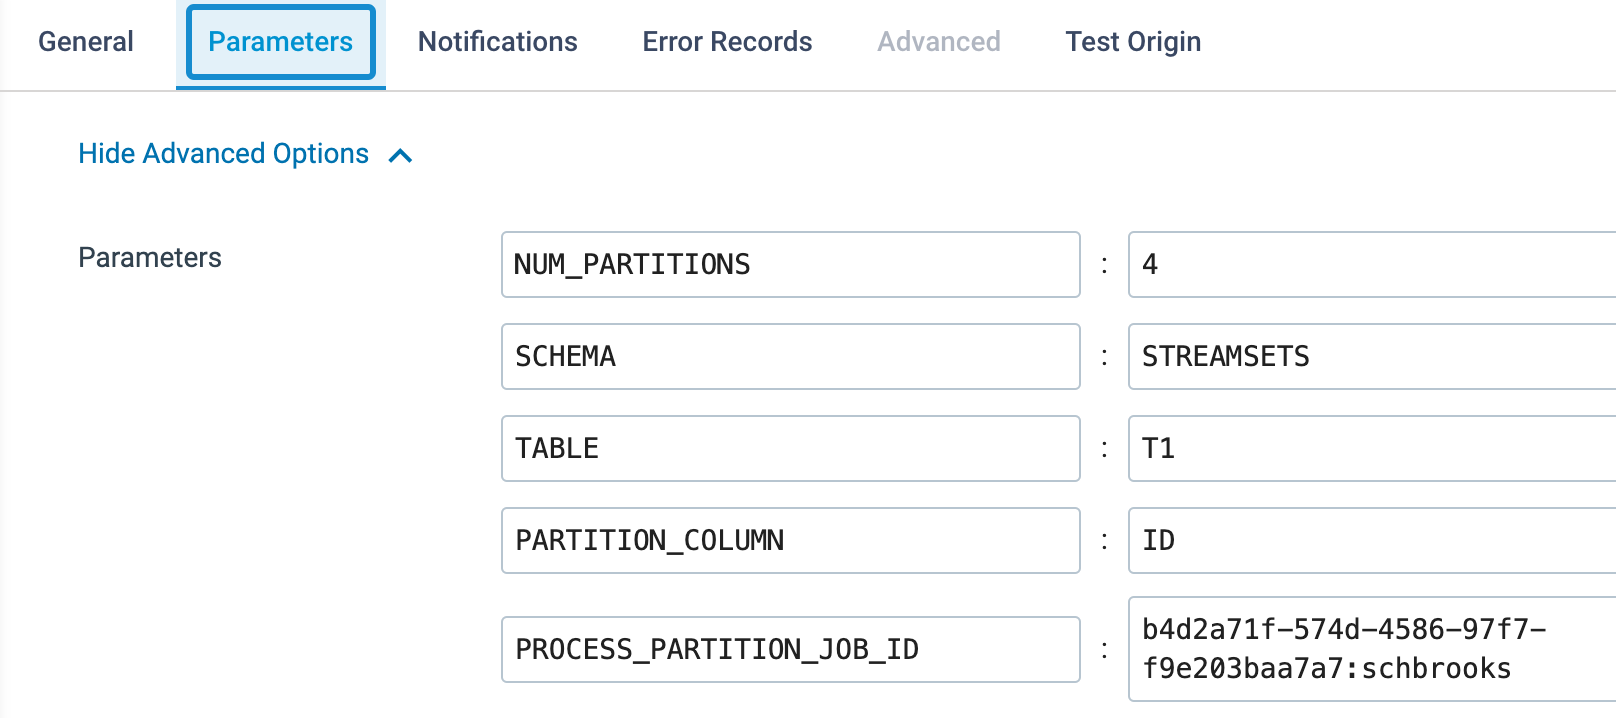 General Parameters Notifications Error Records Advanced Test Origin
Hide Advanced Options
Parameters
NUM_PARTITIONS : 4
SCHEMA : STREAMSETS
TABLE : T1
PARTITION_COLUMN : ID
PROCESS_PARTITION_JOB_ID : b4d2a71f-574d-4586-97f7-
f9e203baa7a7:schbrooks